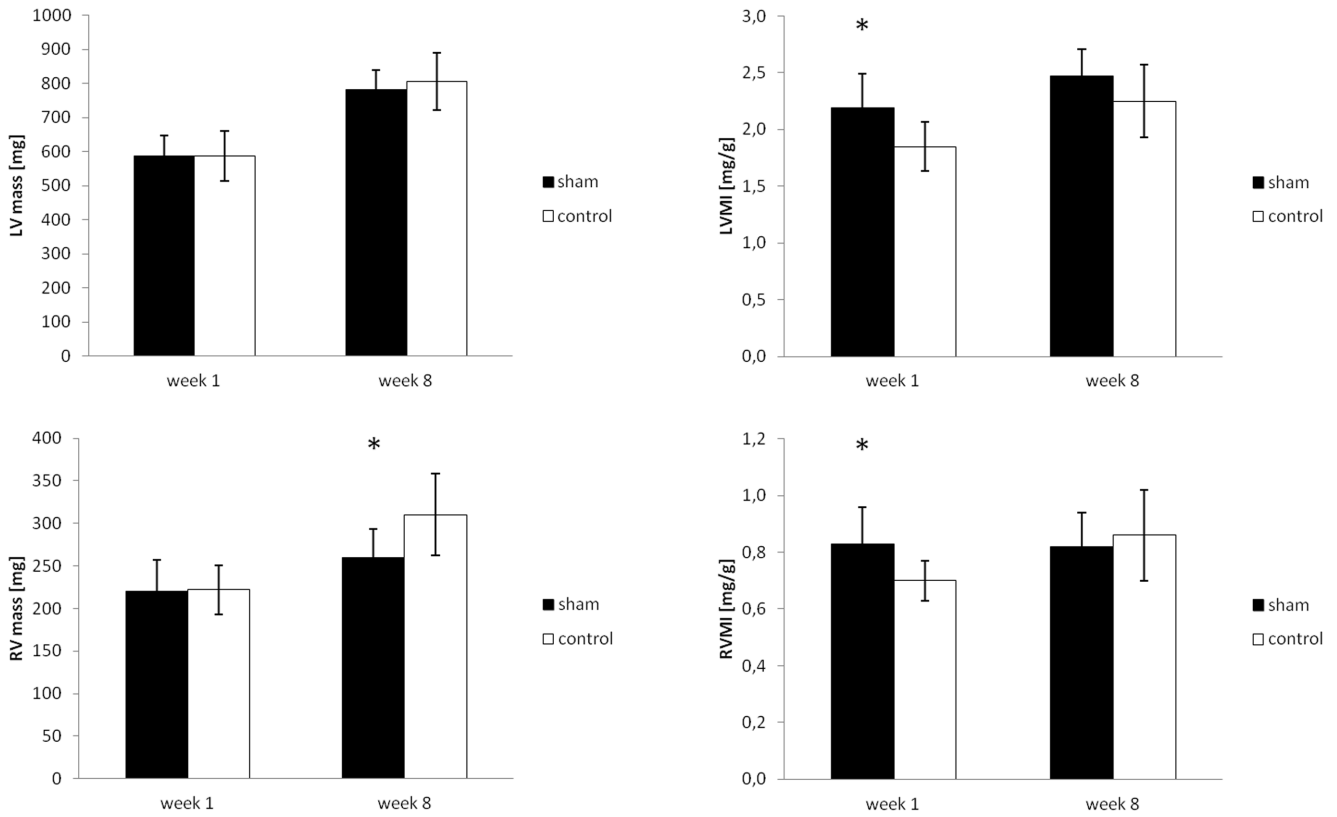 LV mass [mg]
1000
900
800
700
600
500
400
300
200
100
0
week 1
week 8
sham
control
LVMI [mg/g]
3,0
*
2,5
2,0
1,5
1,0
0,5
0,0
week 1
week 8
sham
control
RV mass [mg]
400
*
350
300
250
200
150
100
50
0
week 1
week 8
sham
control
RVMI [mg/g]
1,2
*
1,0
0,8
0,6
0,4
0,2
0,0
week 1
week 8
sham
control